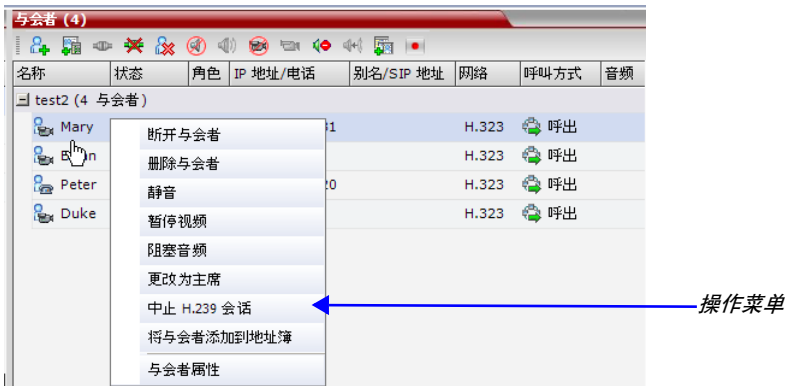 与会者 (4)
名称 状态 角色 IP 地址/电话 别名/SIP 地址 网络 呼叫方式 音频
test2 (4 与会者)
Mary 31 H.323 呼出
H.323 呼出
Peter 20 H.323 呼出
Duke H.323 呼出
断开与会者
删除与会者
静音
暂停视频
阻塞音频
更改为主席
中止 H.239 会话
将与会者添加到地址簿
与会者属性
操作菜单